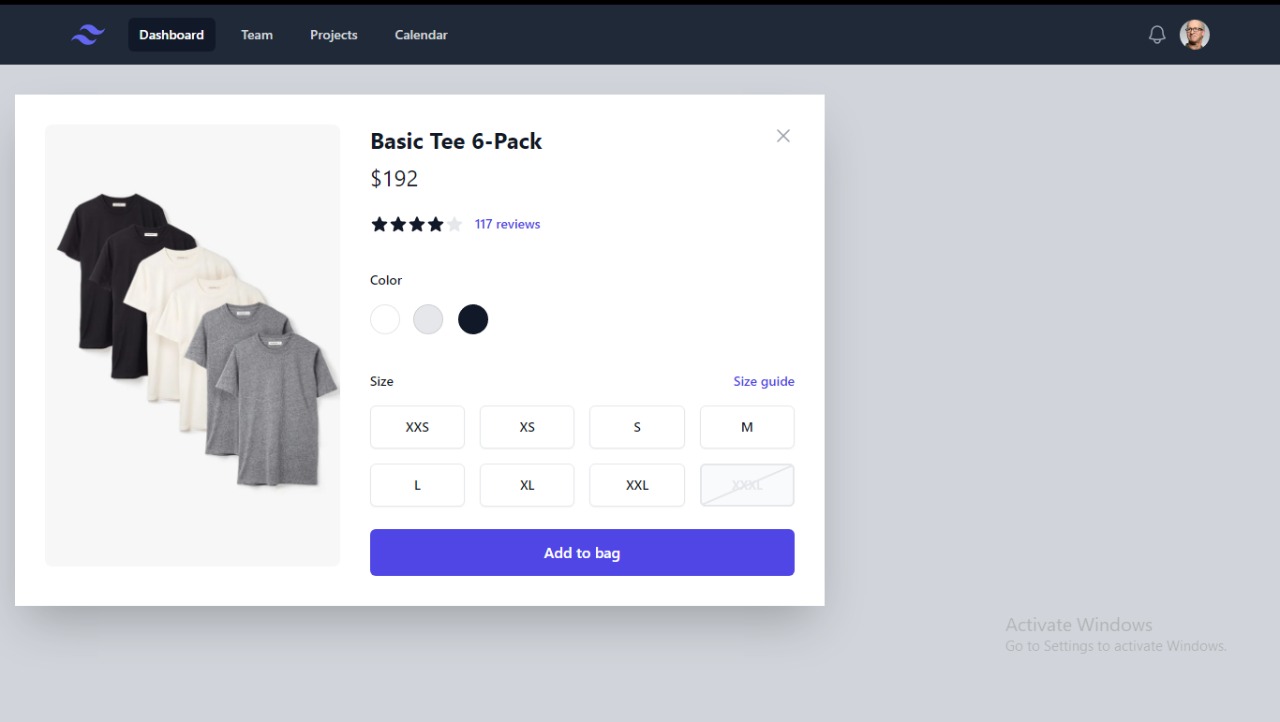 Dashboard Team Projects Calendar
Basic Tee 6-Pack
$192
117 reviews
Color
Size Size guide
XXS XS S M
L XL XXL XXXL
Add to bag
Activate Windows
Go to Settings to activate Windows.